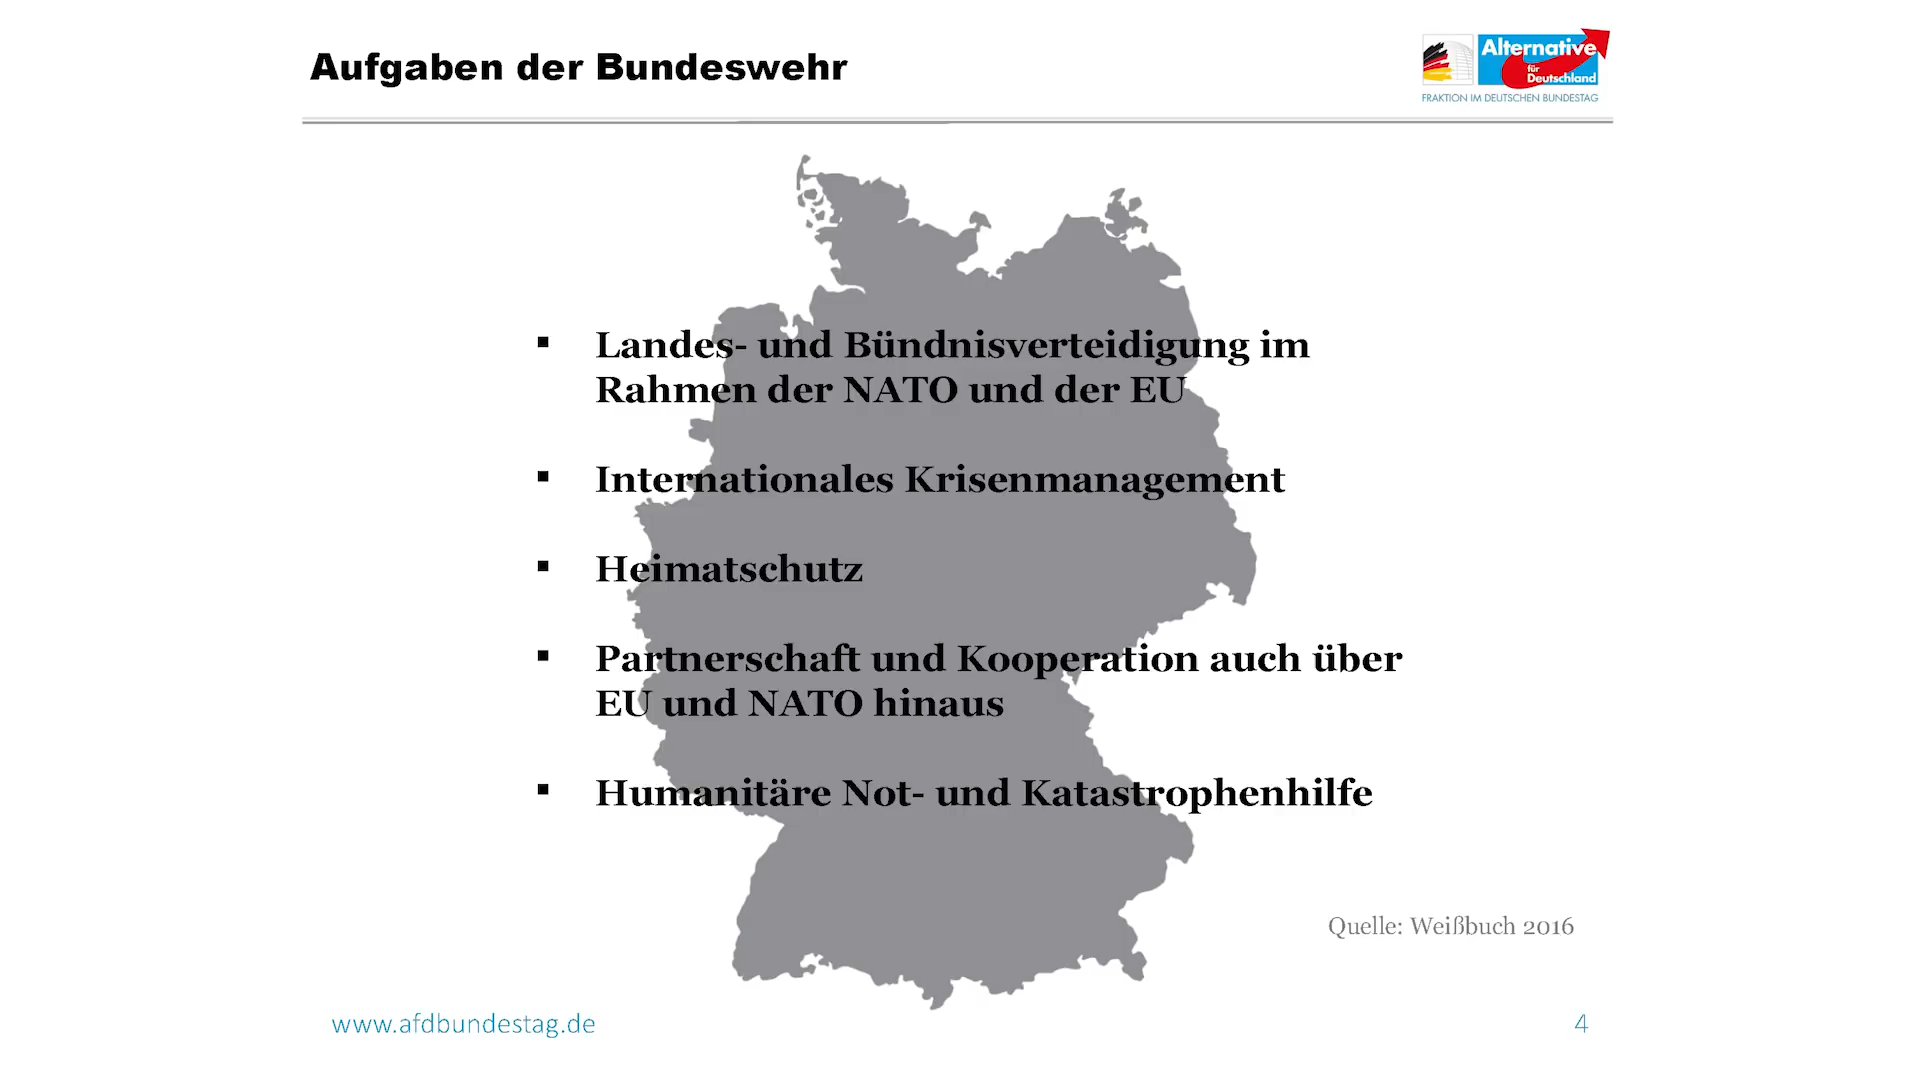 Aufgaben der Bundeswehr
Alternative
für
Deutschland
FRAKTION IM DEUTSCHEN BUNDESTAG
▪ Landes- und Bündnisverteidigung im
Rahmen der NATO und der EU
▪ Internationales Krisenmanagement
▪ Heimatschutz
▪ Partnerschaft und Kooperation auch über
EU und NATO hinaus
▪ Humanitäre Not- und Katastrophenhilfe
Quelle: Weißbuch 2016
www.afdbundestag.de
4